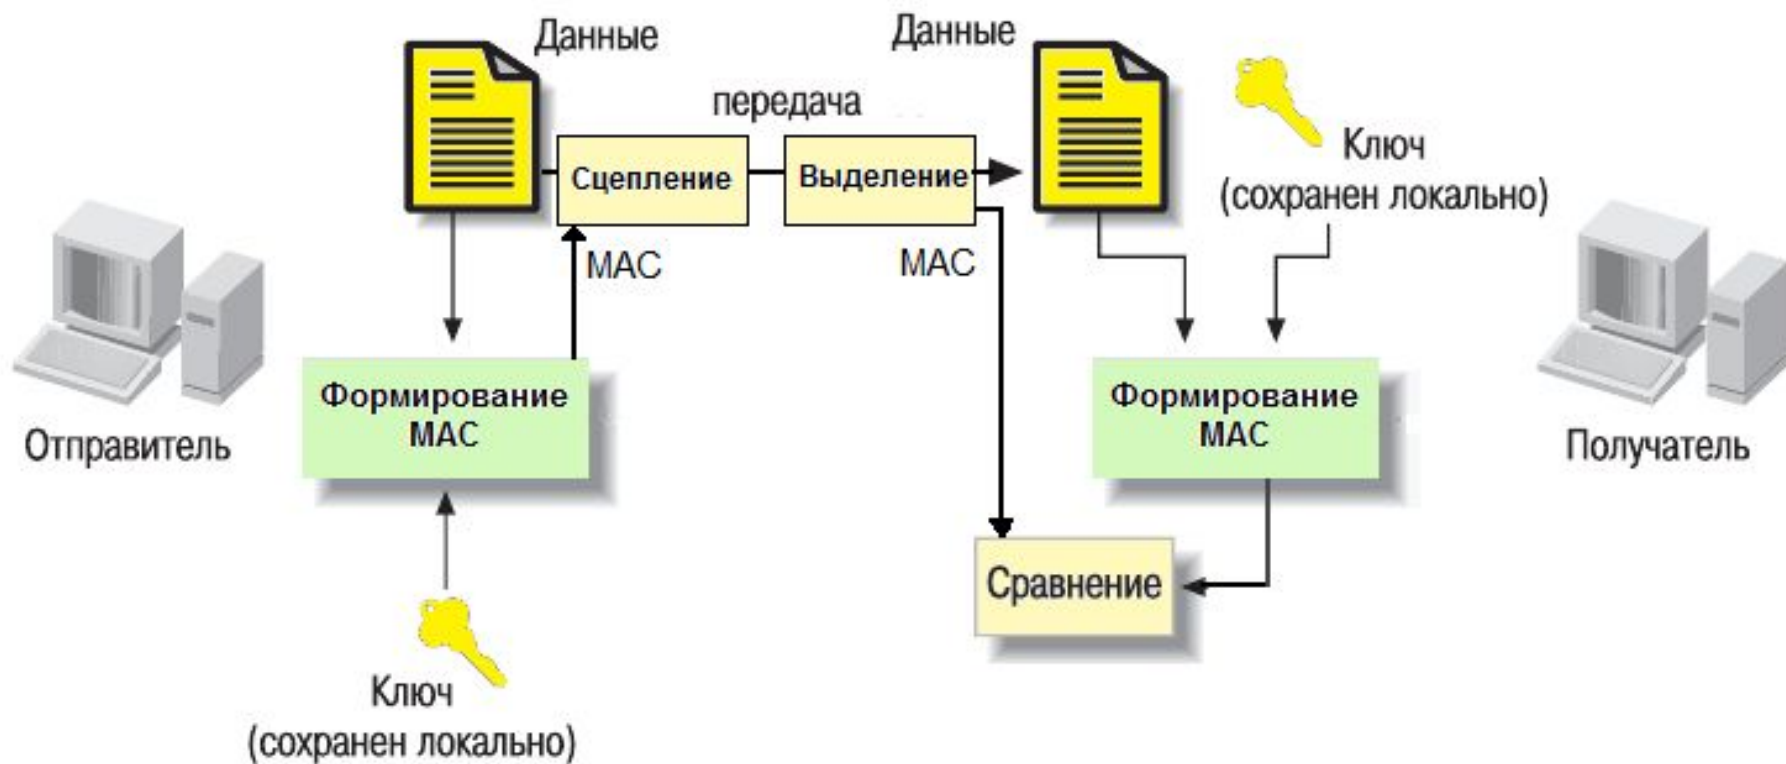 Данные
Данные
передача
Ключ
(сохранен локально)
Сцепление
Выделение
MAC
MAC
Формирование
MAC
Формирование
MAC
Отправитель
Получатель
Сравнение
Ключ
(сохранен локально)